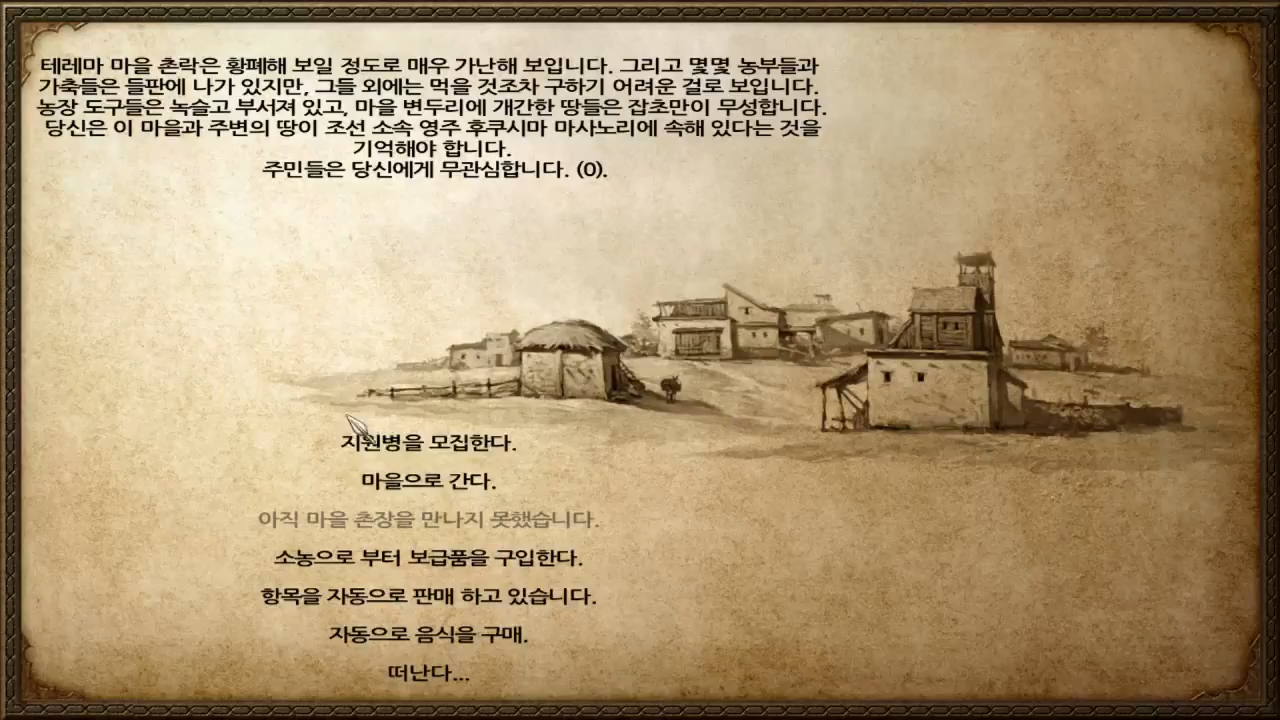 테레마 마을 촌락은 황폐해 보일 정도로 매우 가난해 보입니다. 그리고 몇몇 농부들과
가축들은 들판에 나가 있지만, 그들 외에는 먹을 것조차 구하기 어려운 걸로 보입니다.
농장 도구들은 녹슬고 부서져 있고, 마을 변두리에 개간한 땅들은 잡초만이 무성합니다.
당신은 이 마을과 주변의 땅이 조선 소속 영주 후쿠시마 마사노리에 속해 있다는 것을
기억해야 합니다.
주민들은 당신에게 무관심합니다. (0).
지원병을 모집한다.
마을으로 간다.
아직 마을 촌장을 만나지 못했습니다.
소농으로 부터 보급품을 구입한다.
항목을 자동으로 판매 하고 있습니다.
자동으로 음식을 구매.
떠난다...